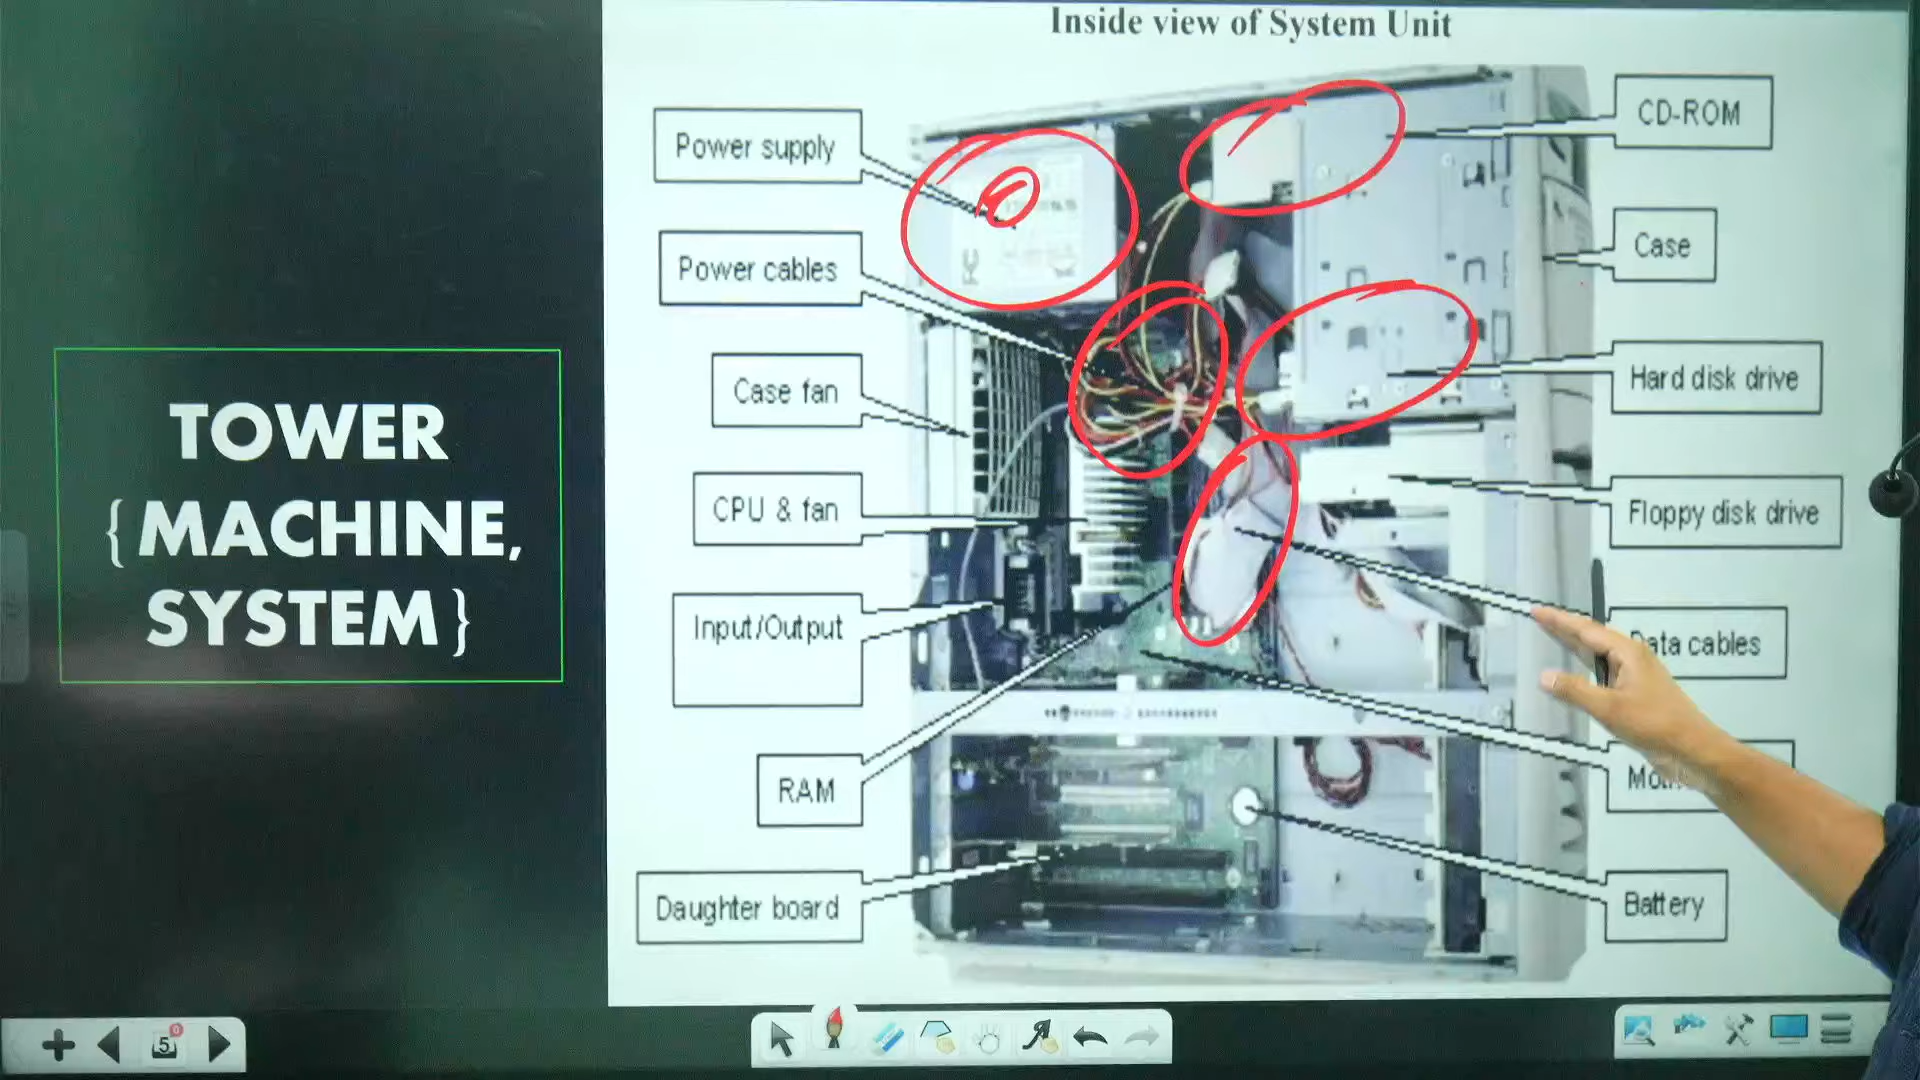 Inside view of System Unit
TOWER
{MACHINE,
SYSTEM}
Power supply
Power cables
Case fan
CPU & fan
Input/Output
RAM
Daughter board
CD-ROM
Case
Hard disk drive
Floppy disk drive
Data cables
Battery
5
0